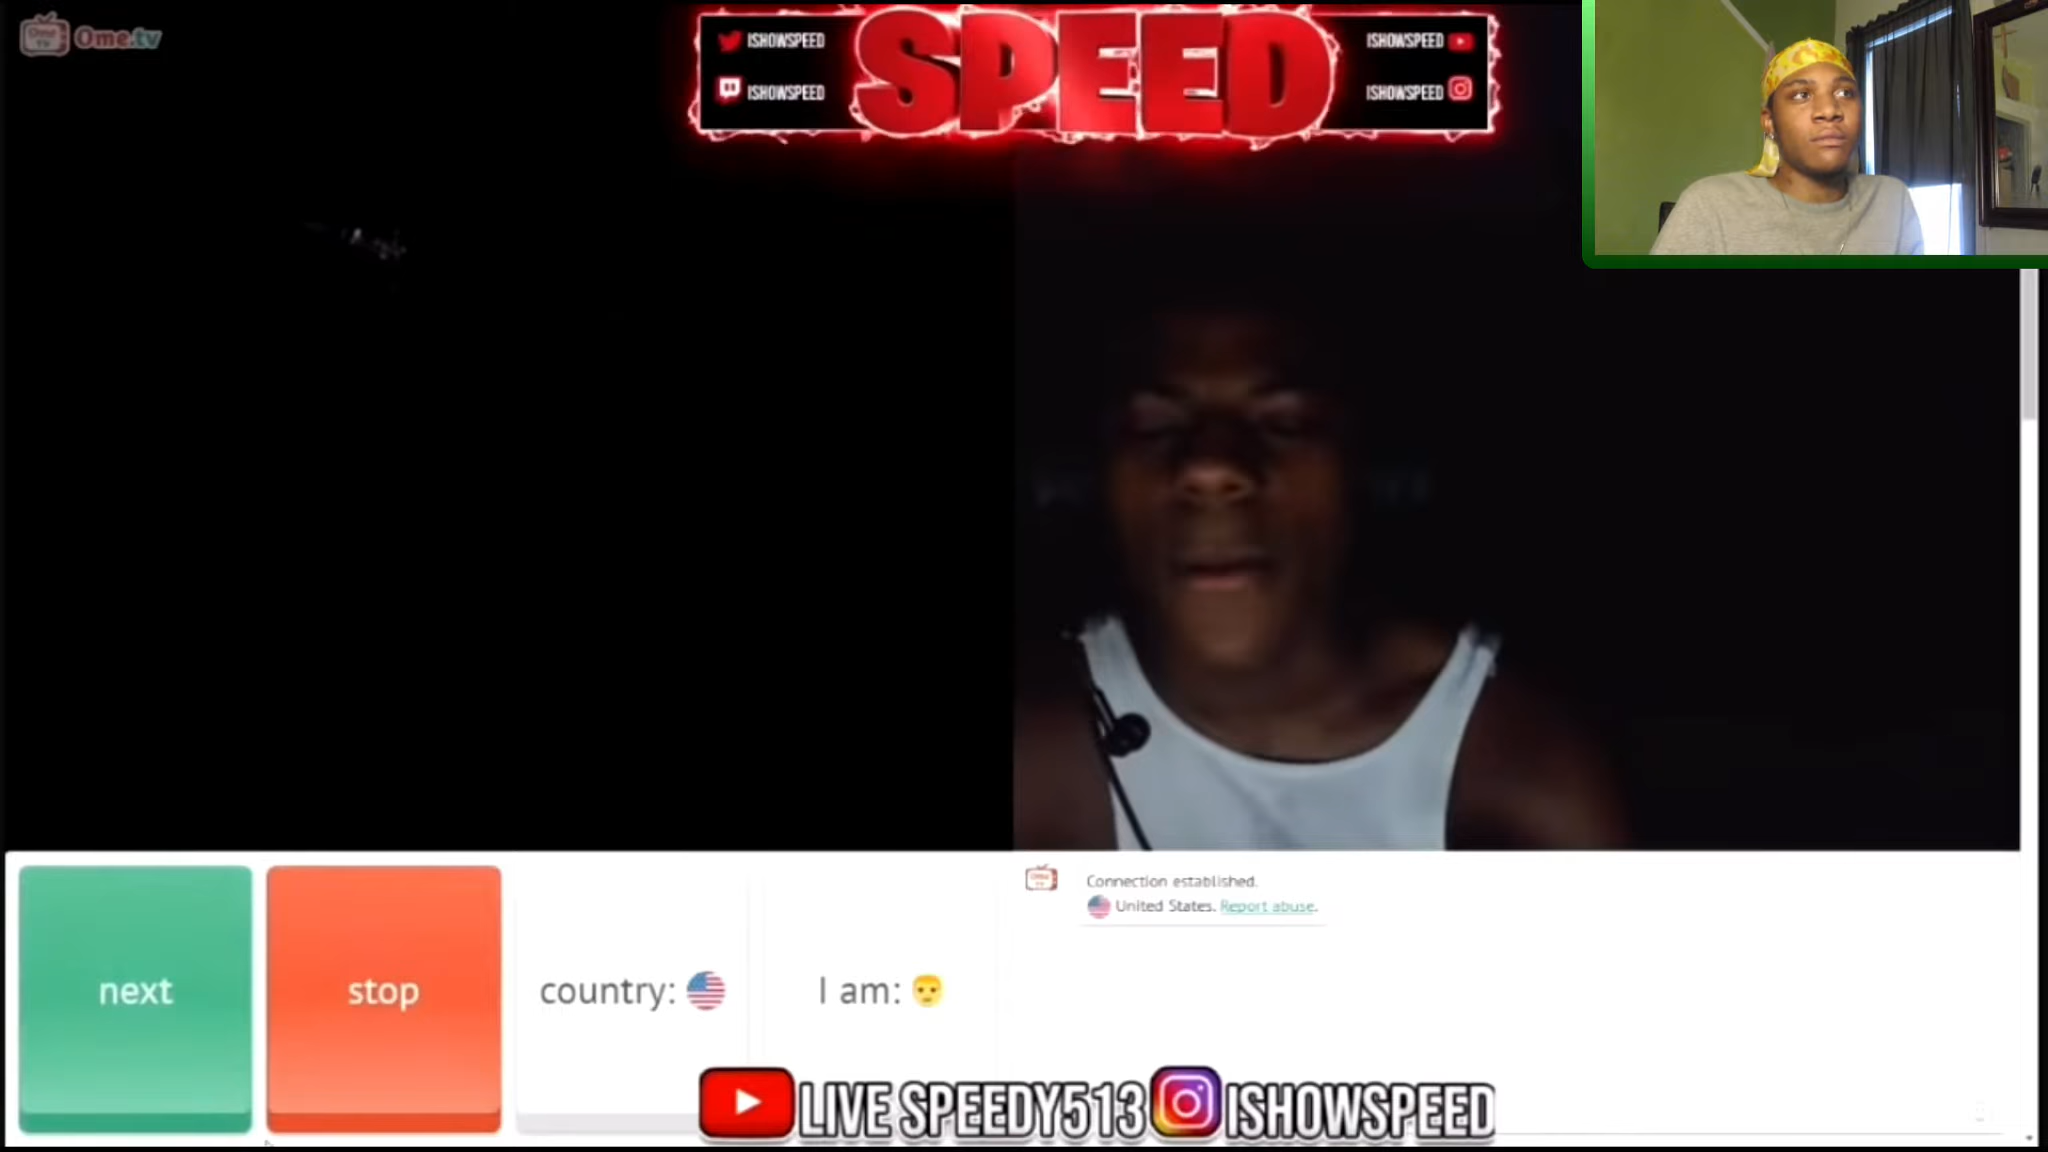 Ome.tv
ISHOWSPEED
ISHOWSPEED
SPEED
ISHOWSPEED
ISHOWSPEED
Connection established.
United States. Report abuse.
next
stop
country:
I am:
LIVE SPEEDY513
ISHOWSPEED